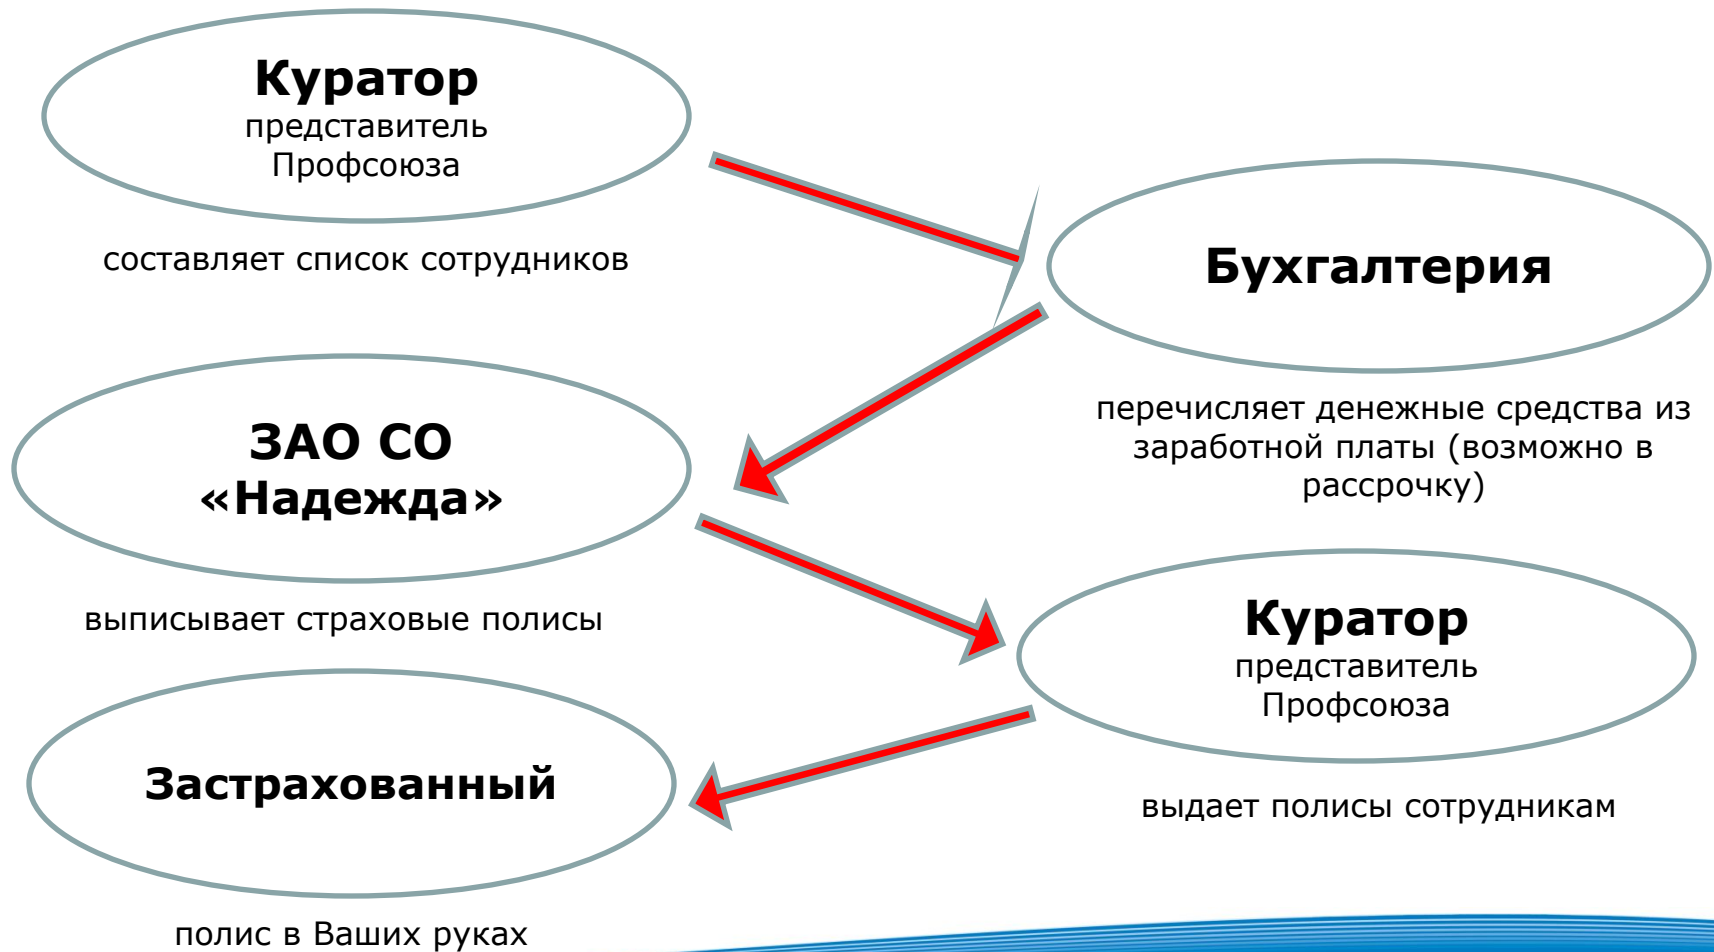 Куратор
представитель
Профсоюза
составляет список сотрудников
Бухгалтерия
перечисляет денежные средства из
заработной платы (возможно в
рассрочку)
ЗАО СО
«Надежда»
выписывает страховые полисы
Куратор
представитель
Профсоюза
выдает полисы сотрудникам
Застрахованный
полис в Ваших руках